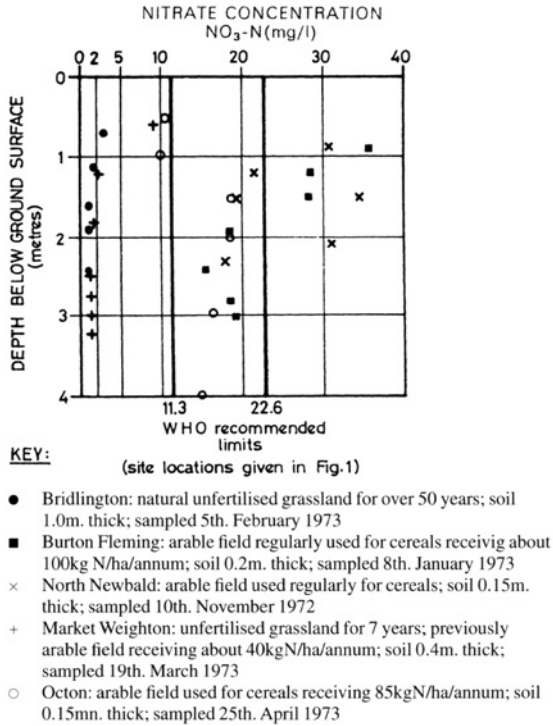 NITRATE CONCENTRATION
NO₃-N(mg/l)
0 2 5 10 20 30 40
0
1
2
3
4
DEPTH BELOW GROUND SURFACE
(metres)
11.3 22.6
WHO recommended
limits
KEY:
(site locations given in Fig.1)
● Bridlington: natural unfertilised grassland for over 50 years; soil
1.0m. thick; sampled 5th. February 1973
■ Burton Fleming: arable field regularly used for cereals receivig about
100kg N/ha/annum; soil 0.2m. thick; sampled 8th. January 1973
× North Newbald: arable field used regularly for cereals; soil 0.15m.
thick; sampled 10th. November 1972
+ Market Weighton: unfertilised grassland for 7 years; previously
arable field receiving about 40kgN/ha/annum; soil 0.4m. thick;
sampled 19th. March 1973
○ Octon: arable field used for cereals receiving 85kgN/ha/annum; soil
0.15mn. thick; sampled 25th. April 1973